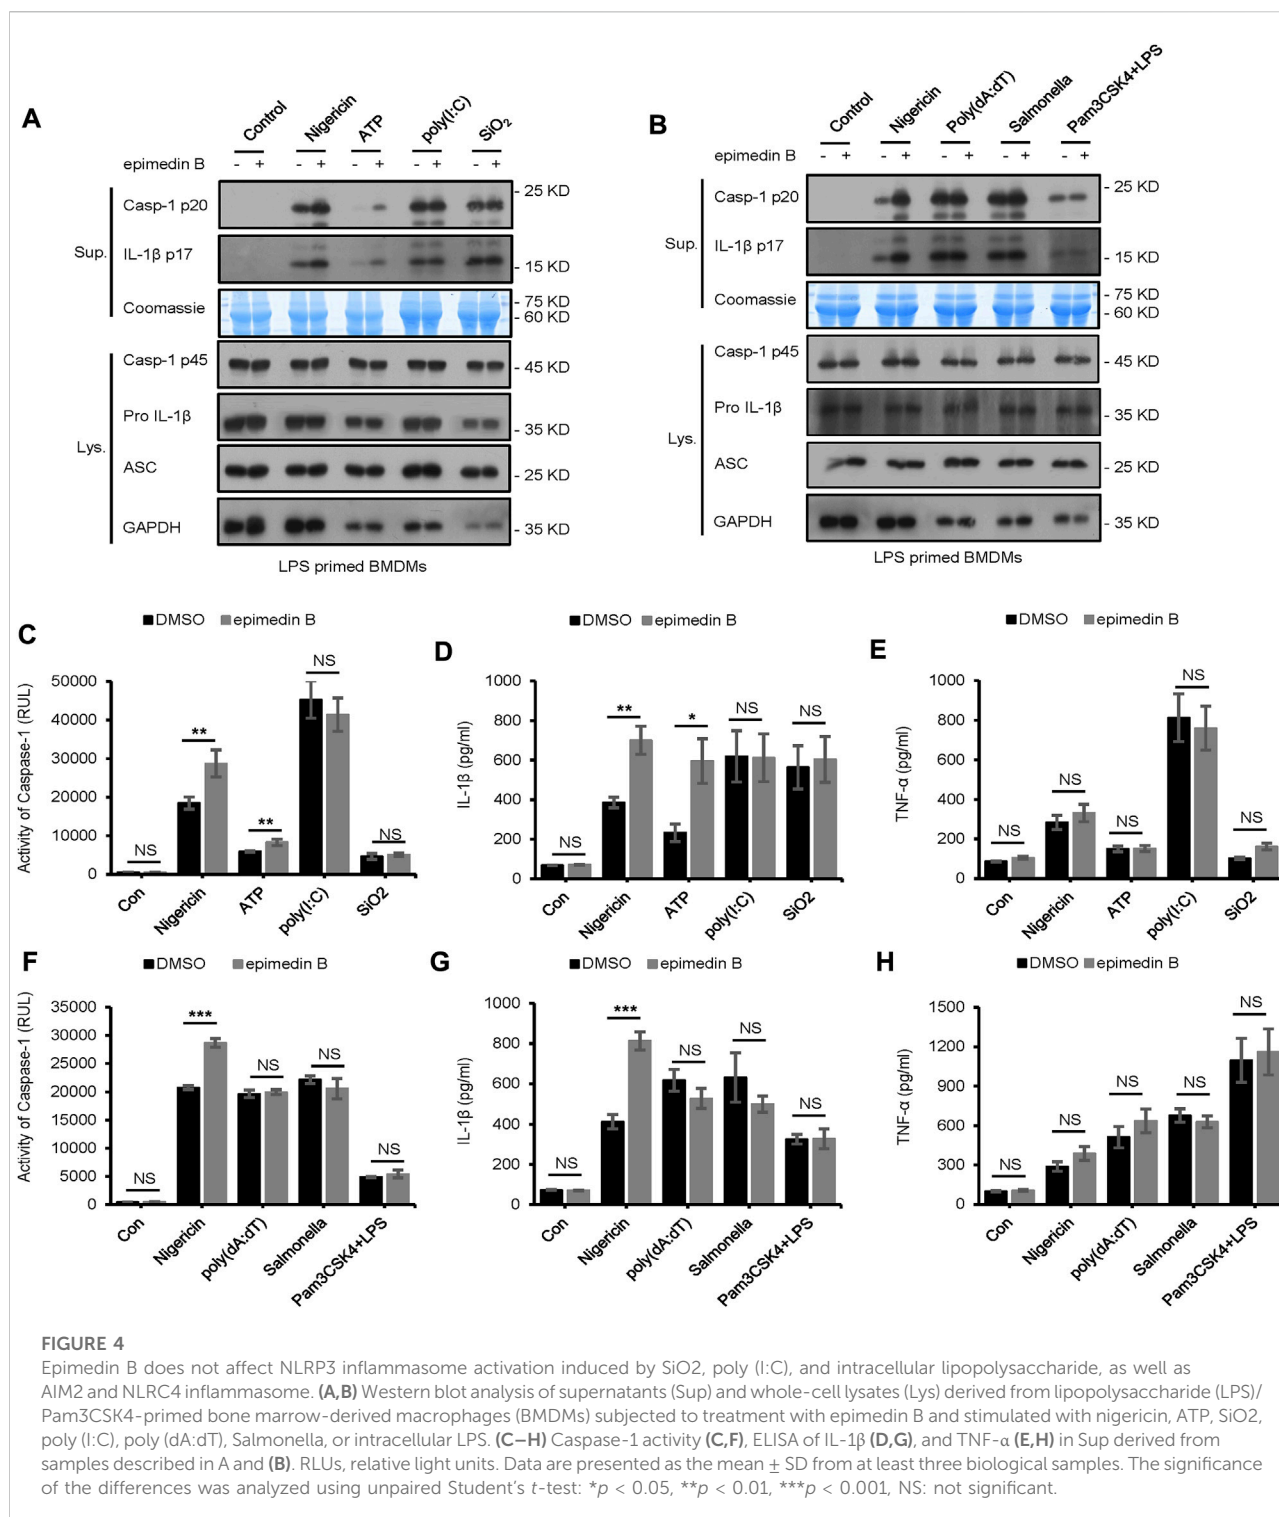 A
Control
Nigericin
ATP
poly(I:C)
SiO₂
epimedin B
- + - + - + - + - +
Sup.
Casp-1 p20
- 25 KD
IL-1β p17
- 15 KD
Coomassie
- 75 KD
- 60 KD
Lys.
Casp-1 p45
- 45 KD
Pro IL-1β
- 35 KD
ASC
- 25 KD
GAPDH
- 35 KD
LPS primed BMDMs
B
Control
Nigericin
Poly(dA:dT)
Salmonella
Pam3CSK4+LPS
epimedin B
- + - + - + - + - +
Sup.
Casp-1 p20
- 25 KD
IL-1β p17
- 15 KD
Coomassie
- 75 KD
- 60 KD
Lys.
Casp-1 p45
- 45 KD
Pro IL-1β
- 35 KD
ASC
- 25 KD
GAPDH
- 35 KD
LPS primed BMDMs
C
DMSO epimedin B
Activity of Caspase-1 (RUL)
50000
40000
30000
20000
10000
0
NS
**
**
NS
NS
Con
Nigericin
ATP
poly(I:C)
SiO2
D
DMSO epimedin B
IL-1β (pg/ml)
1000
800
600
400
200
0
NS
**
*
NS
NS
Con
Nigericin
ATP
poly(I:C)
SiO2
E
DMSO epimedin B
TNF-α (pg/ml)
1000
800
600
400
200
0
NS
NS
NS
NS
NS
Con
Nigericin
ATP
poly(I:C)
SiO2
F
DMSO epimedin B
Activity of Caspase-1 (RUL)
35000
30000
25000
20000
15000
10000
5000
0
NS
***
NS
NS
NS
Con
Nigericin
poly(dA:dT)
Salmonella
Pam3CSK4+LPS
G
DMSO epimedin B
IL-1β (pg/ml)
1000
800
600
400
200
0
NS
***
NS
NS
NS
Con
Nigericin
poly(dA:dT)
Salmonella
Pam3CSK4+LPS
H
DMSO epimedin B
TNF-α (pg/ml)
1500
1200
900
600
300
0
NS
NS
NS
NS
NS
Con
Nigericin
poly(dA:dT)
Salmonella
Pam3CSK4+LPS
FIGURE 4
Epimedin B does not affect NLRP3 inflammasome activation induced by SiO2, poly (I:C), and intracellular lipopolysaccharide, as well as
AIM2 and NLRC4 inflammasome. (A,B) Western blot analysis of supernatants (Sup) and whole-cell lysates (Lys) derived from lipopolysaccharide (LPS)/
Pam3CSK4-primed bone marrow-derived macrophages (BMDMs) subjected to treatment with epimedin B and stimulated with nigericin, ATP, SiO2,
poly (I:C), poly (dA:dT), Salmonella, or intracellular LPS. (C–H) Caspase-1 activity (C,F), ELISA of IL-1β (D,G), and TNF-α (E,H) in Sup derived from
samples described in A and (B). RLUs, relative light units. Data are presented as the mean ± SD from at least three biological samples. The significance
of the differences was analyzed using unpaired Student's t-test: *p < 0.05, **p < 0.01, ***p < 0.001, NS: not significant.